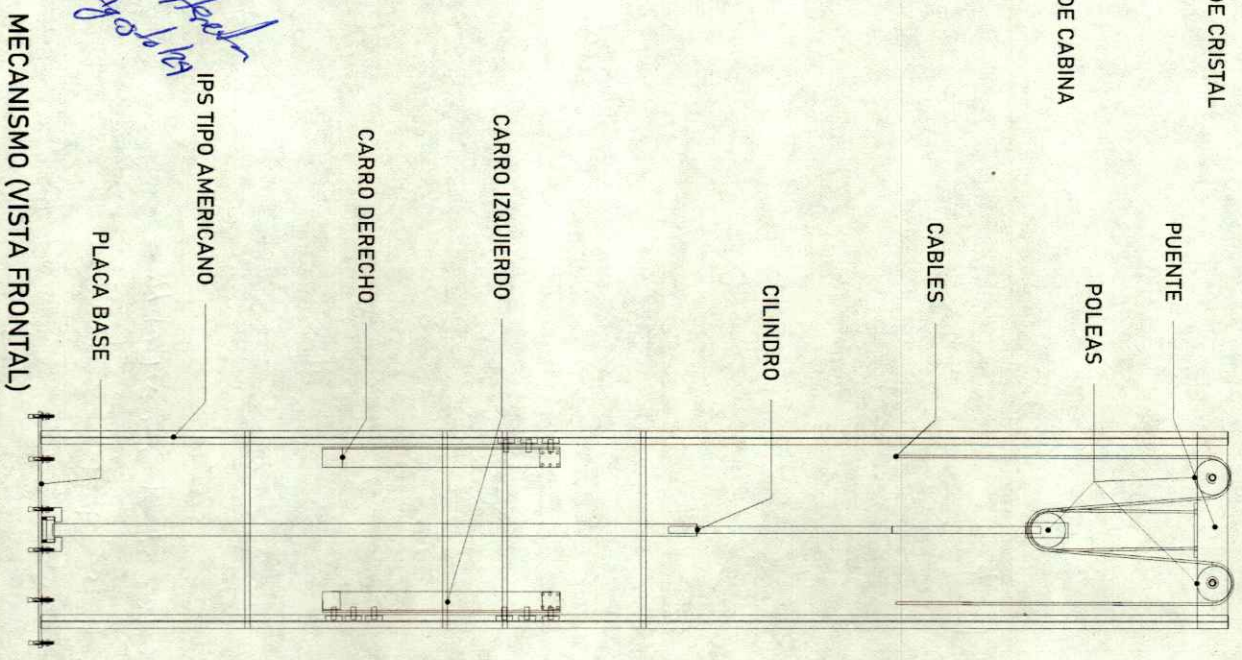 DE CRISTAL
DE CABINA
PUENTE
POLEAS
CABLES
CILINDRO
CARRO IZQUIERDO
CARRO DERECHO
IPS TIPO AMERICANO
PLACA BASE
MECANISMO (VISTA FRONTAL)